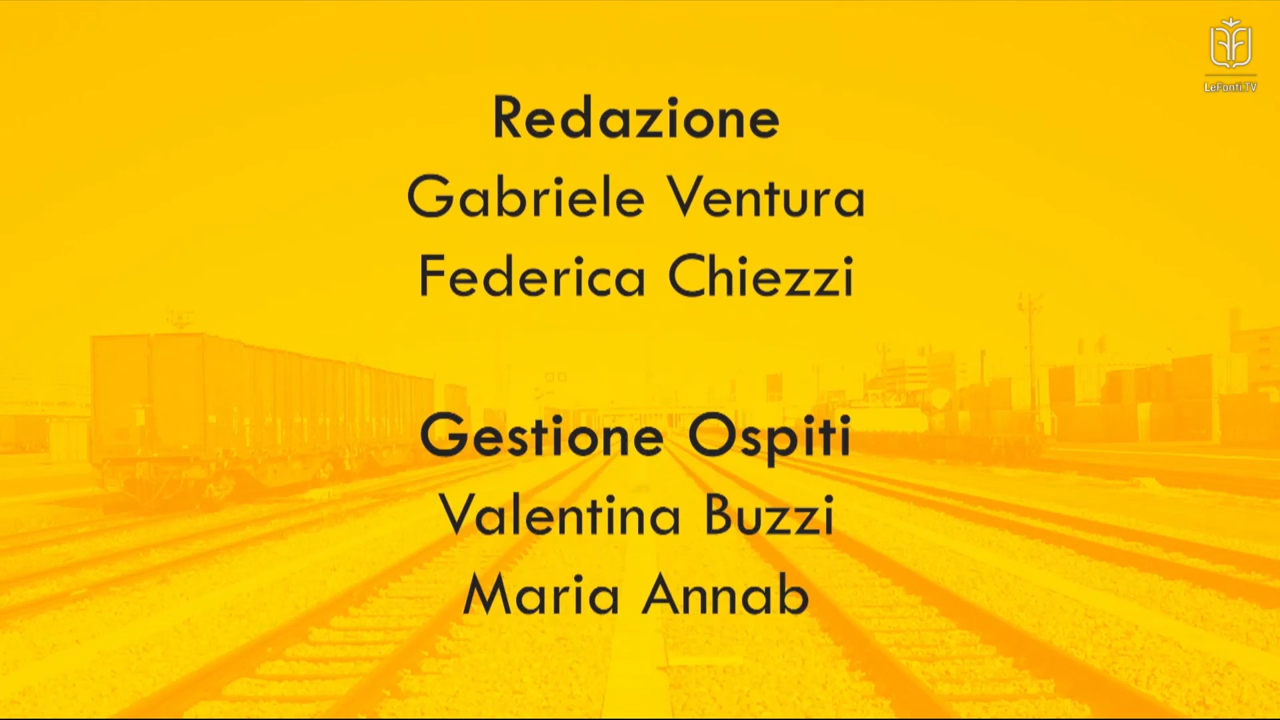 LeFonti.TV
Redazione
Gabriele Ventura
Federica Chiezzi
Gestione Ospiti
Valentina Buzzi
Maria Annab